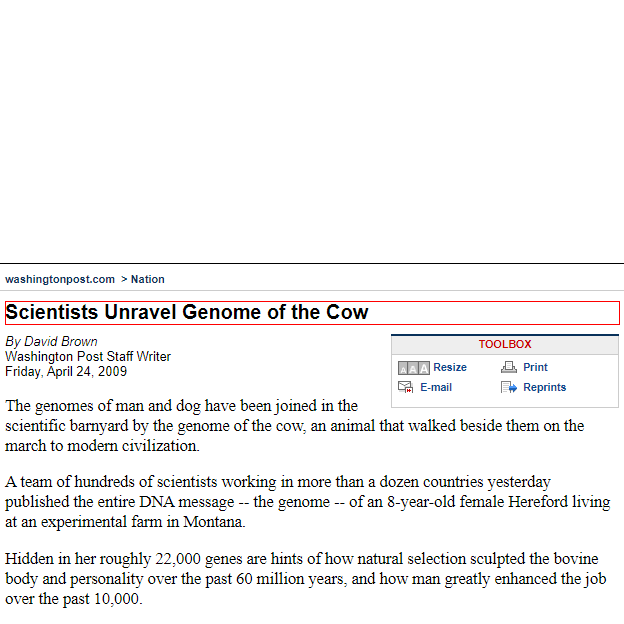 washingtonpost.com > Nation
Scientists Unravel Genome of the Cow
By David Brown
Washington Post Staff Writer
Friday, April 24, 2009
TOOLBOX
AAA Resize
Print
E-mail
Reprints
The genomes of man and dog have been joined in the
scientific barnyard by the genome of the cow, an animal that walked beside them on the
march to modern civilization.
A team of hundreds of scientists working in more than a dozen countries yesterday
published the entire DNA message -- the genome -- of an 8-year-old female Hereford living
at an experimental farm in Montana.
Hidden in her roughly 22,000 genes are hints of how natural selection sculpted the bovine
body and personality over the past 60 million years, and how man greatly enhanced the job
over the past 10,000.